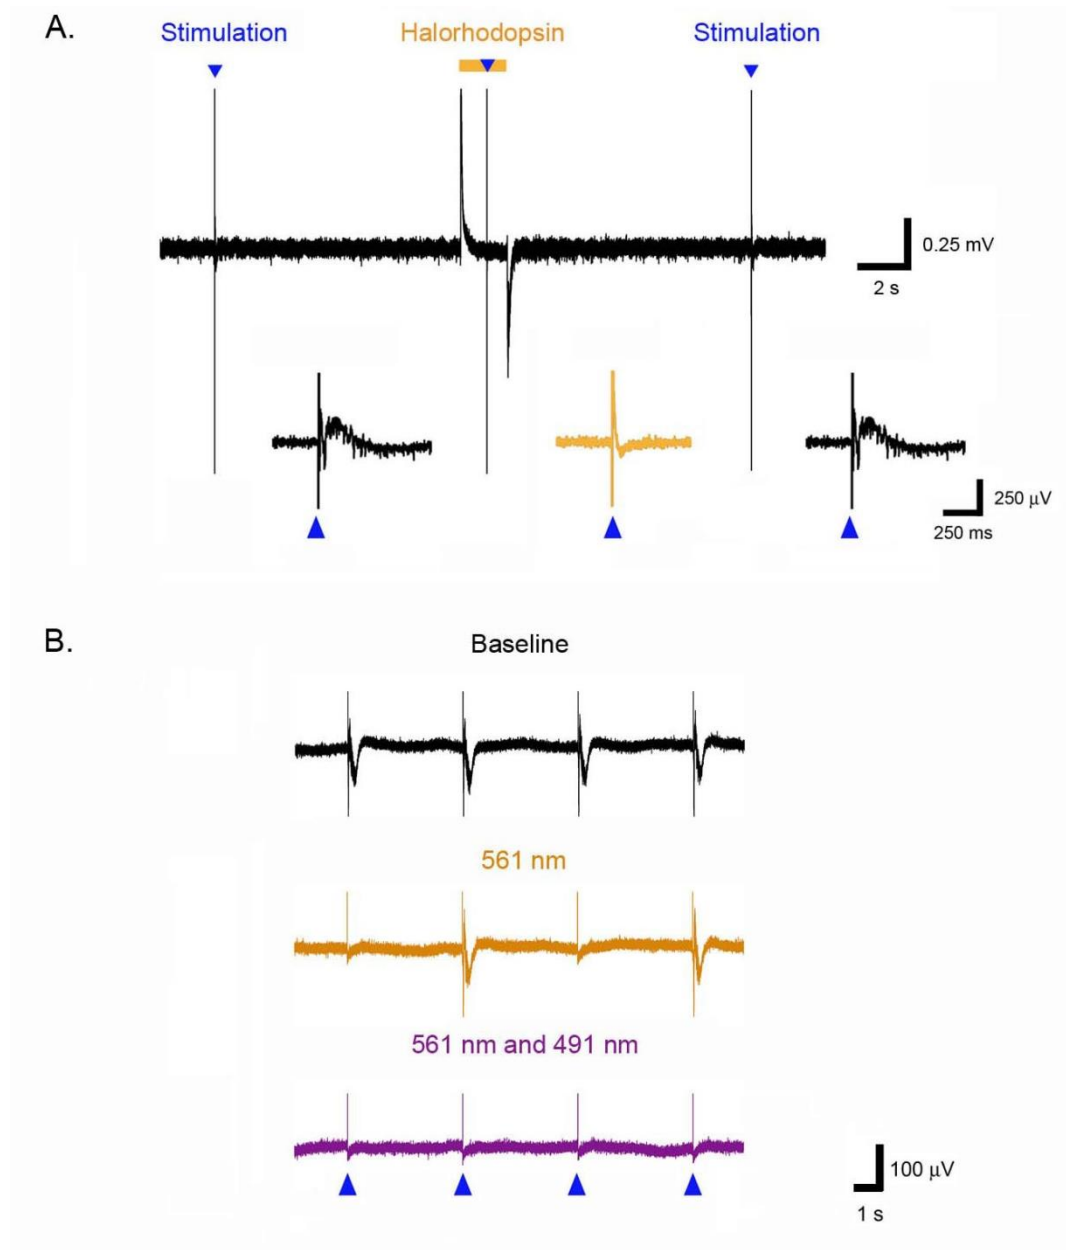 A.
Stimulation Halorhodopsin Stimulation
0.25 mV
2 s
250 μV
250 ms
B.
Baseline
561 nm
561 nm and 491 nm
100 μV
1 s